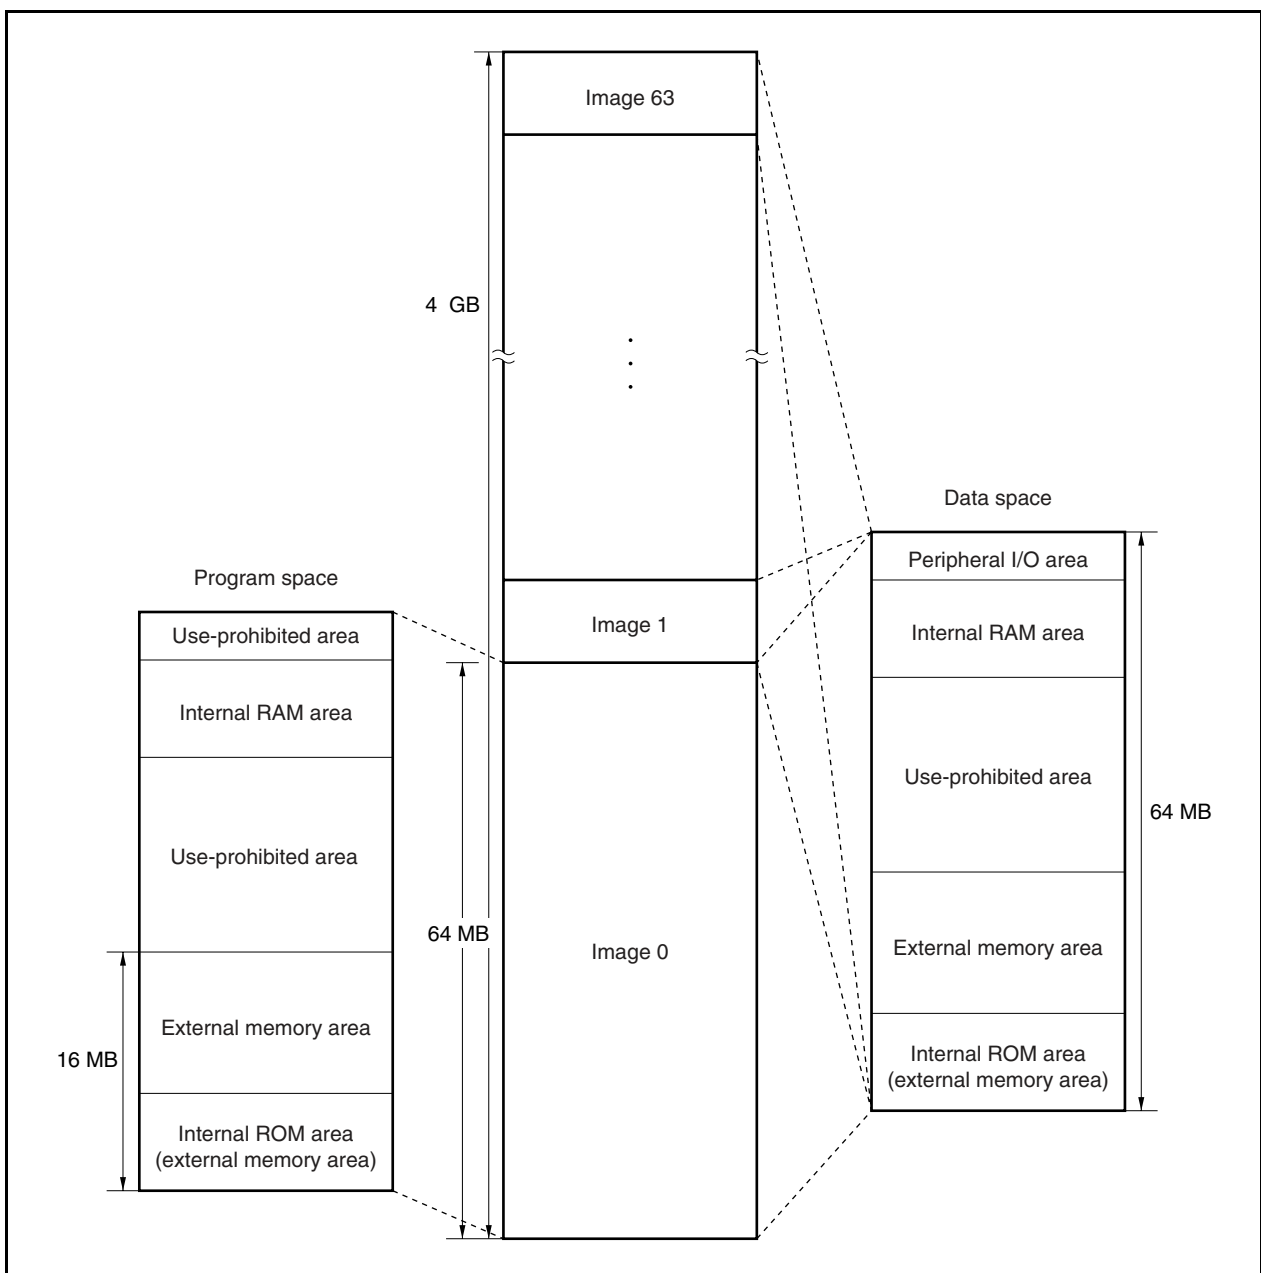 Image 63
4 GB
Data space
Peripheral I/O area
Program space
Image 1
Use-prohibited area
Internal RAM area
Internal RAM area
Use-prohibited area
64 MB
Use-prohibited area
64 MB
External memory area
Image 0
External memory area
16 MB
Internal ROM area
(external memory area)
Internal ROM area
(external memory area)